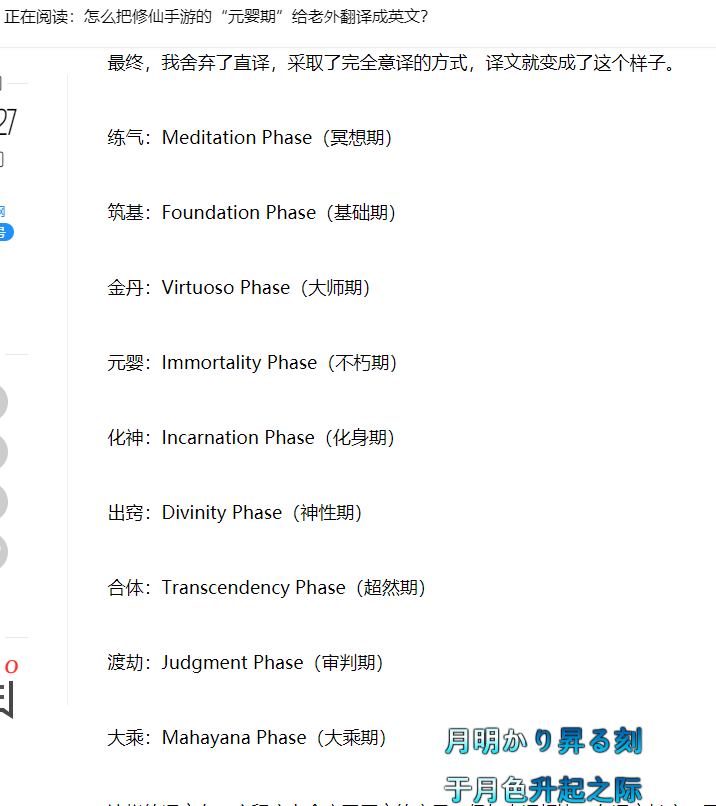 正在阅读：怎么把修仙手游的“元婴期”给老外翻译成英文？
最终，我舍弃了直译，采取了完全意译的方式，译文就变成了这个样子。
27
练气：Meditation Phase（冥想期）
筑基：Foundation Phase（基础期）
网
号
金丹：Virtuoso Phase（大师期）
元婴：Immortality Phase（不朽期）
化神：Incarnation Phase（化身期）
出窍：Divinity Phase（神性期）
合体：Transcendency Phase（超然期）
渡劫：Judgment Phase（审判期）
o
大乘：Mahayana Phase（大乘期）
月明かり昇る刻
于月色升起之际